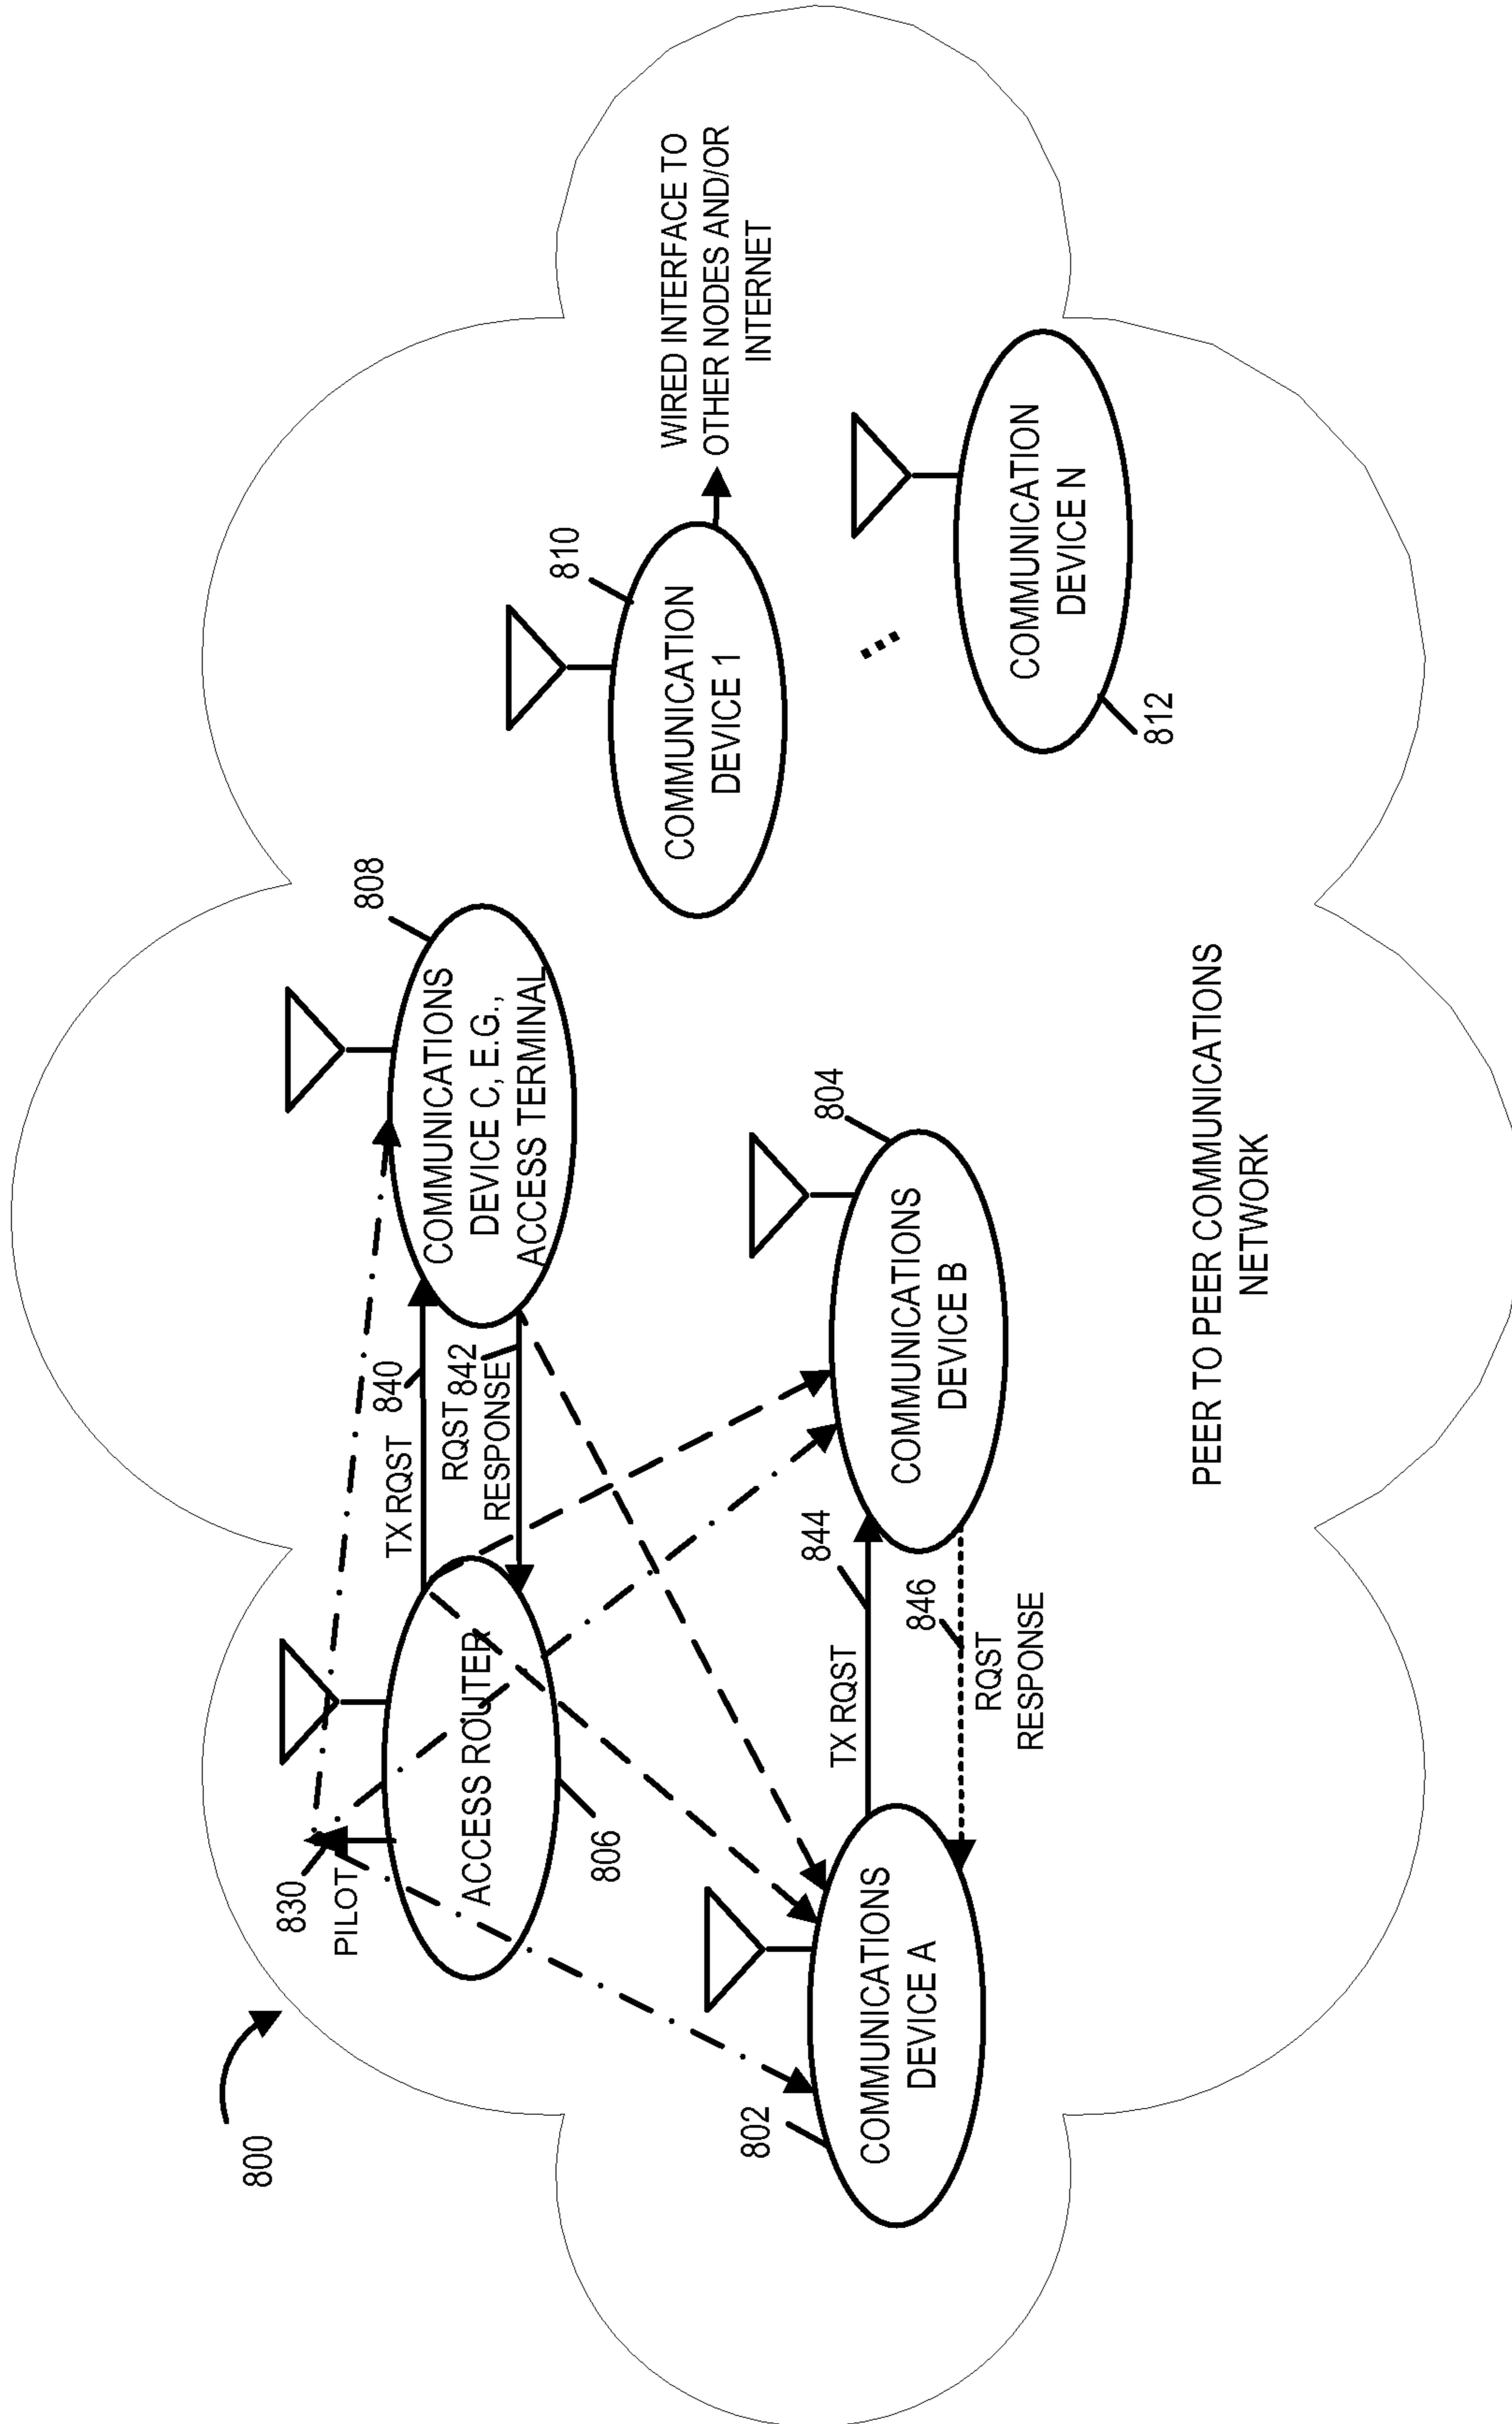 800
830
PILOT
ACCESS ROUTER
806
TX RQST
840
RQST
RESPONSE
842
808
COMMUNICATIONS
DEVICE C, E.G.,
ACCESS TERMINAL
810
COMMUNICATION
DEVICE 1
WIRED INTERFACE TO
OTHER NODES AND/OR
INTERNET
802
COMMUNICATIONS
DEVICE A
TX RQST
844
846
RQST
RESPONSE
804
COMMUNICATIONS
DEVICE B
812
COMMUNICATION
DEVICE N
PEER TO PEER COMMUNICATIONS
NETWORK